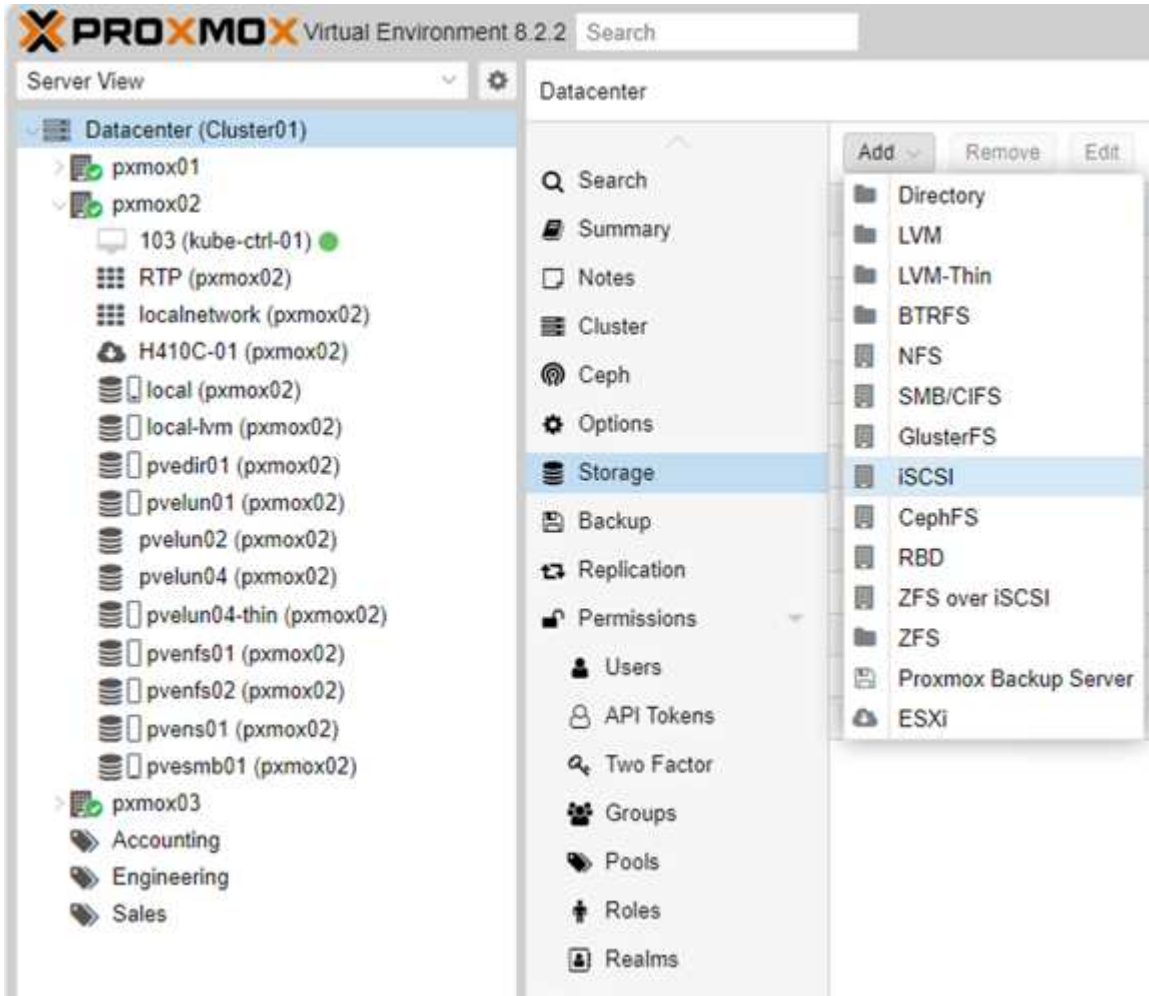 PROXMOX Virtual Environment 8.2.2 Search
Server View
Datacenter (Cluster01)
pxmox01
pxmox02
103 (kube-ctrl-01)
RTP (pxmox02)
localnetwork (pxmox02)
H410C-01 (pxmox02)
local (pxmox02)
local-lvm (pxmox02)
pvedir01 (pxmox02)
pvelun01 (pxmox02)
pvelun02 (pxmox02)
pvelun04 (pxmox02)
pvelun04-thin (pxmox02)
pvenfs01 (pxmox02)
pvenfs02 (pxmox02)
pvens01 (pxmox02)
pvesmb01 (pxmox02)
pxmox03
Accounting
Engineering
Sales
Datacenter
Search
Summary
Notes
Cluster
Ceph
Options
Storage
Backup
Replication
Permissions
Users
API Tokens
Two Factor
Groups
Pools
Roles
Realms
Add Remove Edit
Directory
LVM
LVM-Thin
BTRFS
NFS
SMB/CIFS
GlusterFS
iSCSI
CephFS
RBD
ZFS over iSCSI
ZFS
Proxmox Backup Server
ESXi